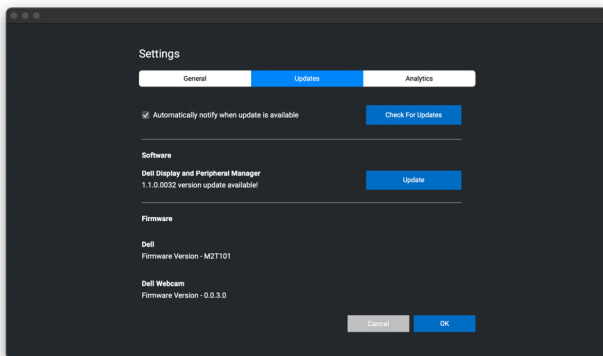 Settings
General
Updates
Analytics
Automatically notify when update is available
Check For Updates
Software
Dell Display and Peripheral Manager
1.1.0.0032 version update available!
Update
Firmware
Dell
Firmware Version - M2T101
Dell Webcam
Firmware Version - 0.0.3.0
Cancel
OK